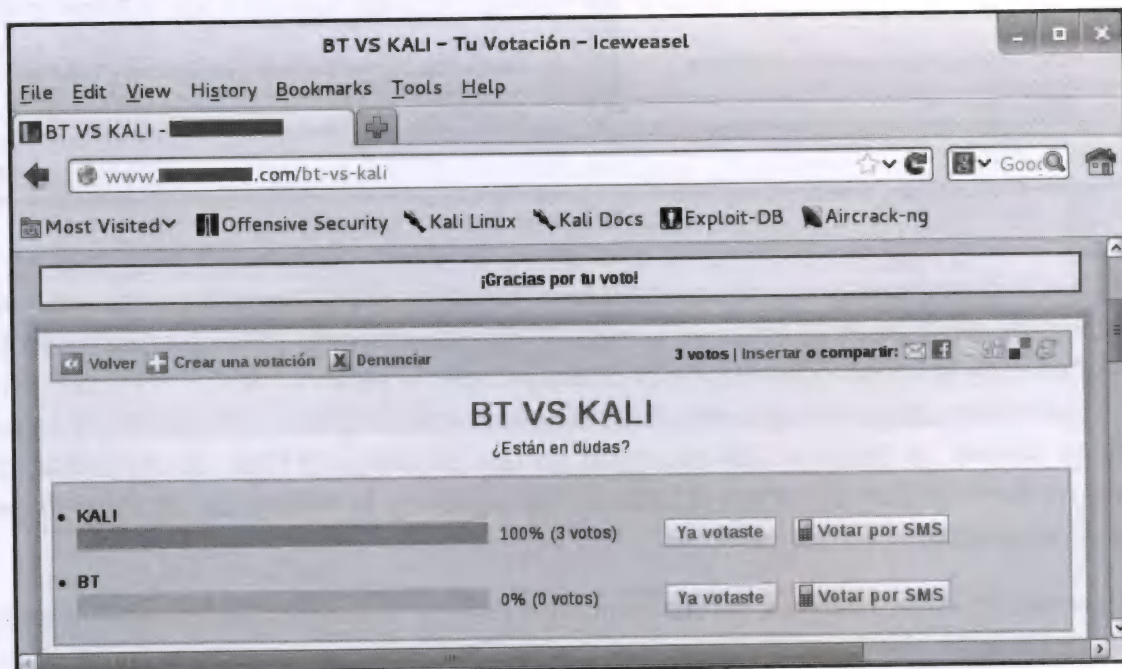 BT VS KALI – Tu Votación – Iceweasel
File Edit View History Bookmarks Tools Help
BT VS KALI -
www. .com/bt-vs-kali
Most Visited Offensive Security Kali Linux Kali Docs Exploit-DB Aircrack-ng
¡Gracias por tu voto!
Volver Crear una votación Denunciar 3 votos | Insertar o compartir:
BT VS KALI
¿Están en dudas?
• KALI
100% (3 votos) Ya votaste Votar por SMS
• BT
0% (0 votos) Ya votaste Votar por SMS